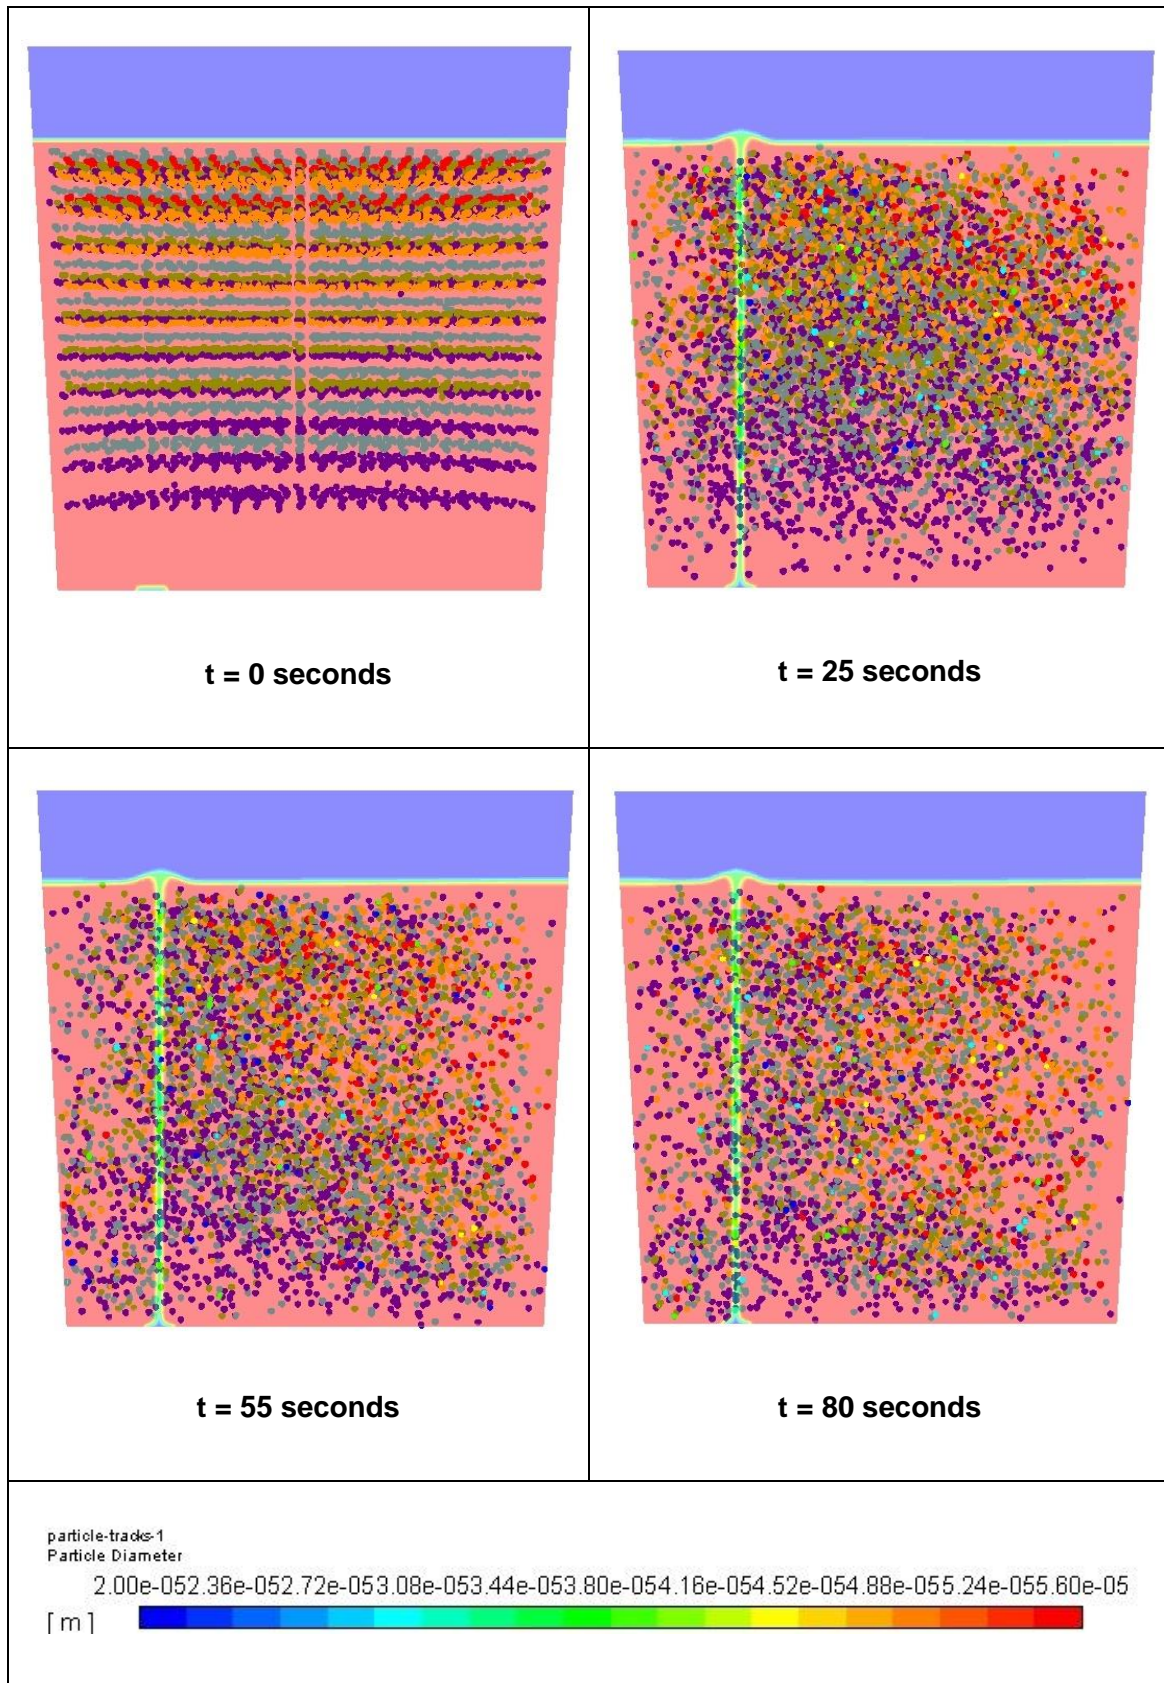 t = 0 seconds
t = 25 seconds
t = 55 seconds
t = 80 seconds
particle-tracks-1
Particle Diameter
2.00e-052.36e-052.72e-053.08e-053.44e-053.80e-054.16e-054.52e-054.88e-055.24e-055.60e-05
[m]